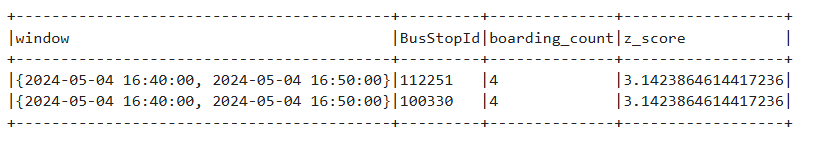 +------------------------------------------+---------+--------------+------------------+
|window                                    |BusStopId|boarding_count|z_score           |
+------------------------------------------+---------+--------------+------------------+
|{2024-05-04 16:40:00, 2024-05-04 16:50:00}|112251   |4             |3.1423864614417236|
|{2024-05-04 16:40:00, 2024-05-04 16:50:00}|100330   |4             |3.1423864614417236|
+------------------------------------------+---------+--------------+------------------+